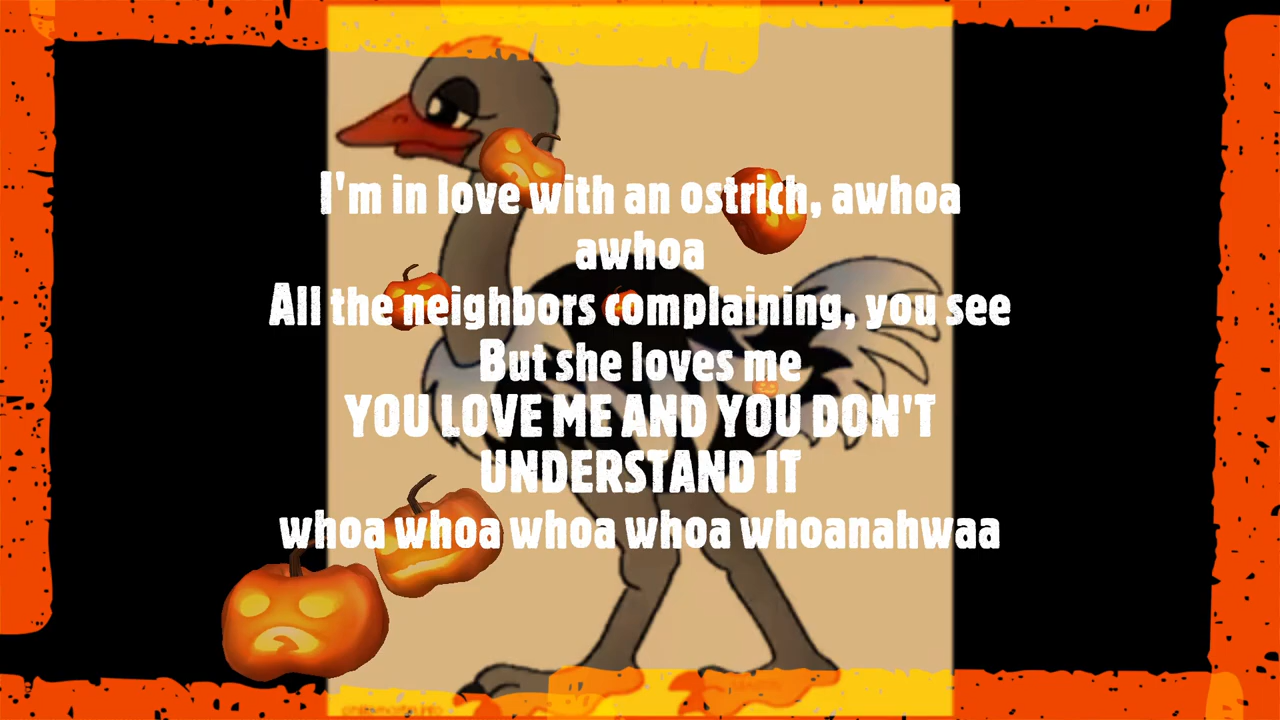 I'm in love with an ostrich, awhoa
awhoa
All the neighbors complaining, you see
But she loves me
YOU LOVE ME AND YOU DON'T
UNDERSTAND IT
whoa whoa whoa whoa whoanahwaa